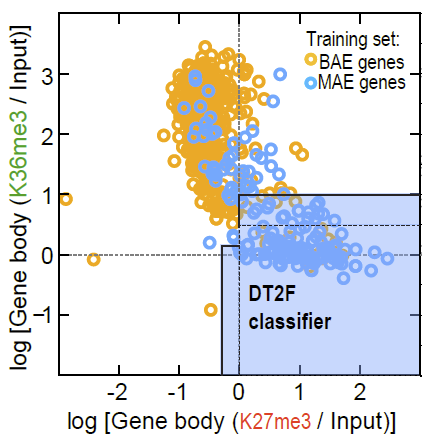 Training set:
BAE genes
MAE genes
log [Gene body (K36me3 / Input)]
3
2
1
0
−1
DT2F
classifier
-2 -1 0 1 2 3
log [Gene body (K27me3 / Input)]